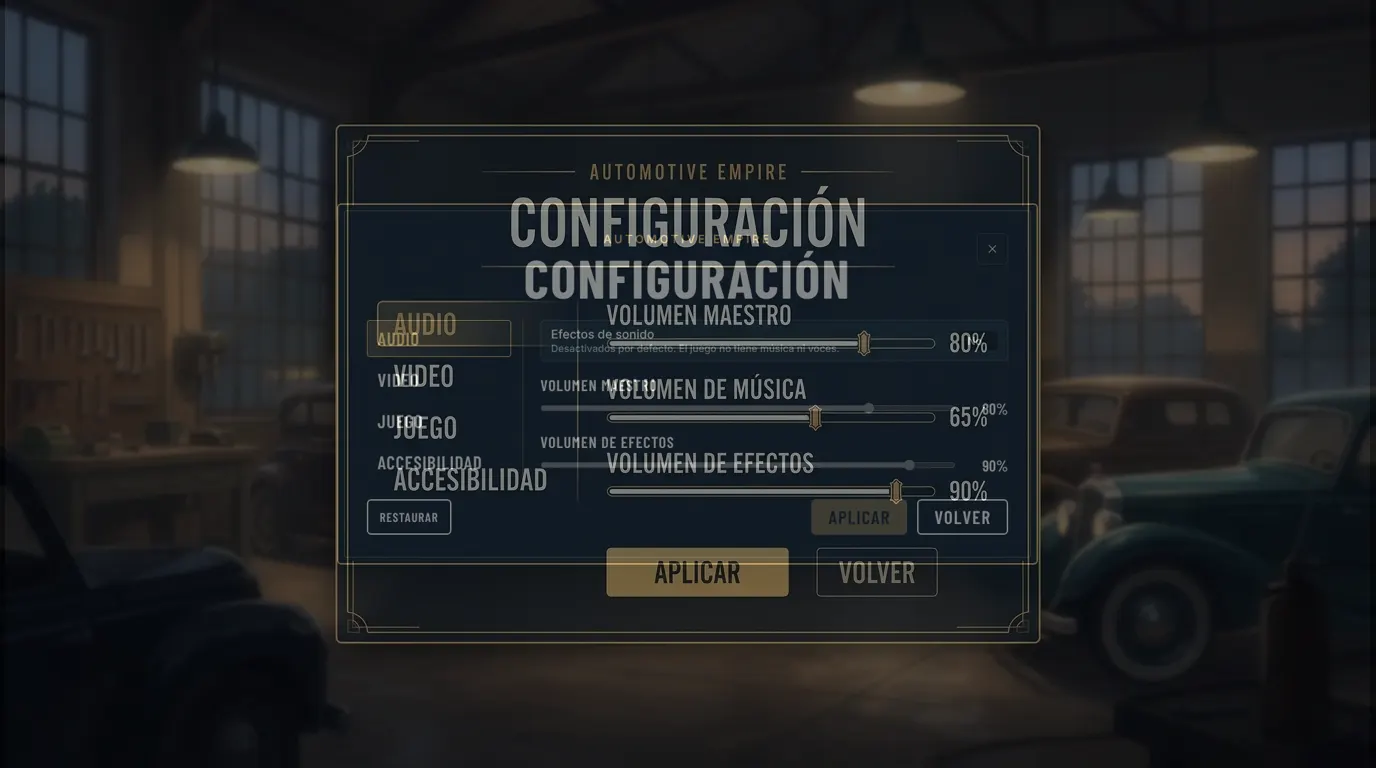 AUTOMOTIVE EMPIRE
CONFIGURACIÓN
AUTOMOTIVE EMPIRE
×
CONFIGURACIÓN
AUDIO
VOLUMEN MAESTRO
AUDIO
Efectos de sonido
80%
Desactivados por defecto. El juego no tiene música ni voces.
VIDEO
VIDEO
VOLUMEN MAESTRO
VOLUMEN DE MÚSICA
80%
65%
JUEGO
JUEGO
VOLUMEN DE EFECTOS
ACCESIBILIDAD
VOLUMEN DE EFECTOS
90%
ACCESIBILIDAD
90%
RESTAURAR
APLICAR
VOLVER
APLICAR
VOLVER